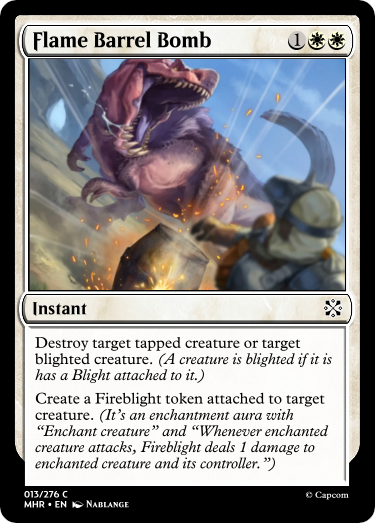 Flame Barrel Bomb 1
Instant
Destroy target tapped creature or target
blighted creature. (A creature is blighted if it is
has a Blight attached to it.)
Create a Fireblight token attached to target
creature. (It's an enchantment aura with
“Enchant creature” and “Whenever enchanted
creature attacks, Fireblight deals 1 damage to
enchanted creature and its controller.”)
013/276 C
MHR • EN Nablange
© Capcom